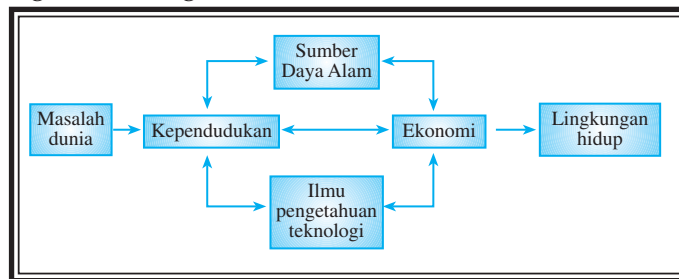 Sumber
Daya Alam
Masalah
dunia
Kependudukan
Ekonomi
Lingkungan
hidup
Ilmu
pengetahuan
teknologi